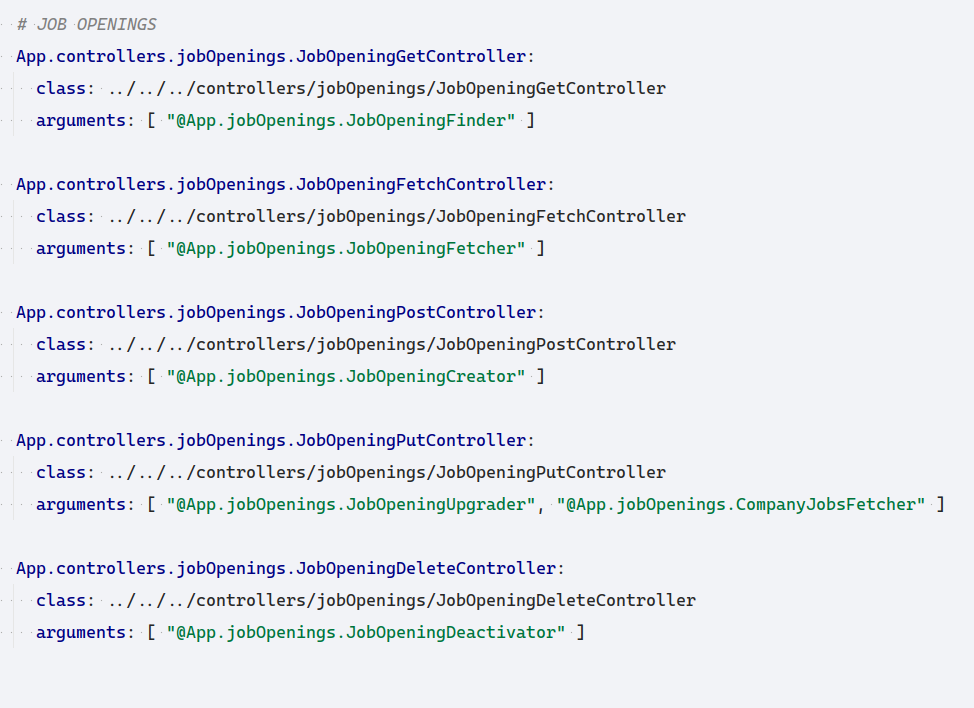 # JOB OPENINGS
App.controllers.jobOpenings.JobOpeningGetController:
class: ../../../controllers/jobOpenings/JobOpeningGetController
arguments: [ "@App.jobOpenings.JobOpeningFinder" ]
App.controllers.jobOpenings.JobOpeningFetchController:
class: ../../../controllers/jobOpenings/JobOpeningFetchController
arguments: [ "@App.jobOpenings.JobOpeningFetcher" ]
App.controllers.jobOpenings.JobOpeningPostController:
class: ../../../controllers/jobOpenings/JobOpeningPostController
arguments: [ "@App.jobOpenings.JobOpeningCreator" ]
App.controllers.jobOpenings.JobOpeningPutController:
class: ../../../controllers/jobOpenings/JobOpeningPutController
arguments: [ "@App.jobOpenings.JobOpeningUpgrader", "@App.jobOpenings.CompanyJobsFetcher" ]
App.controllers.jobOpenings.JobOpeningDeleteController:
class: ../../../controllers/jobOpenings/JobOpeningDeleteController
arguments: [ "@App.jobOpenings.JobOpeningDeactivator" ]